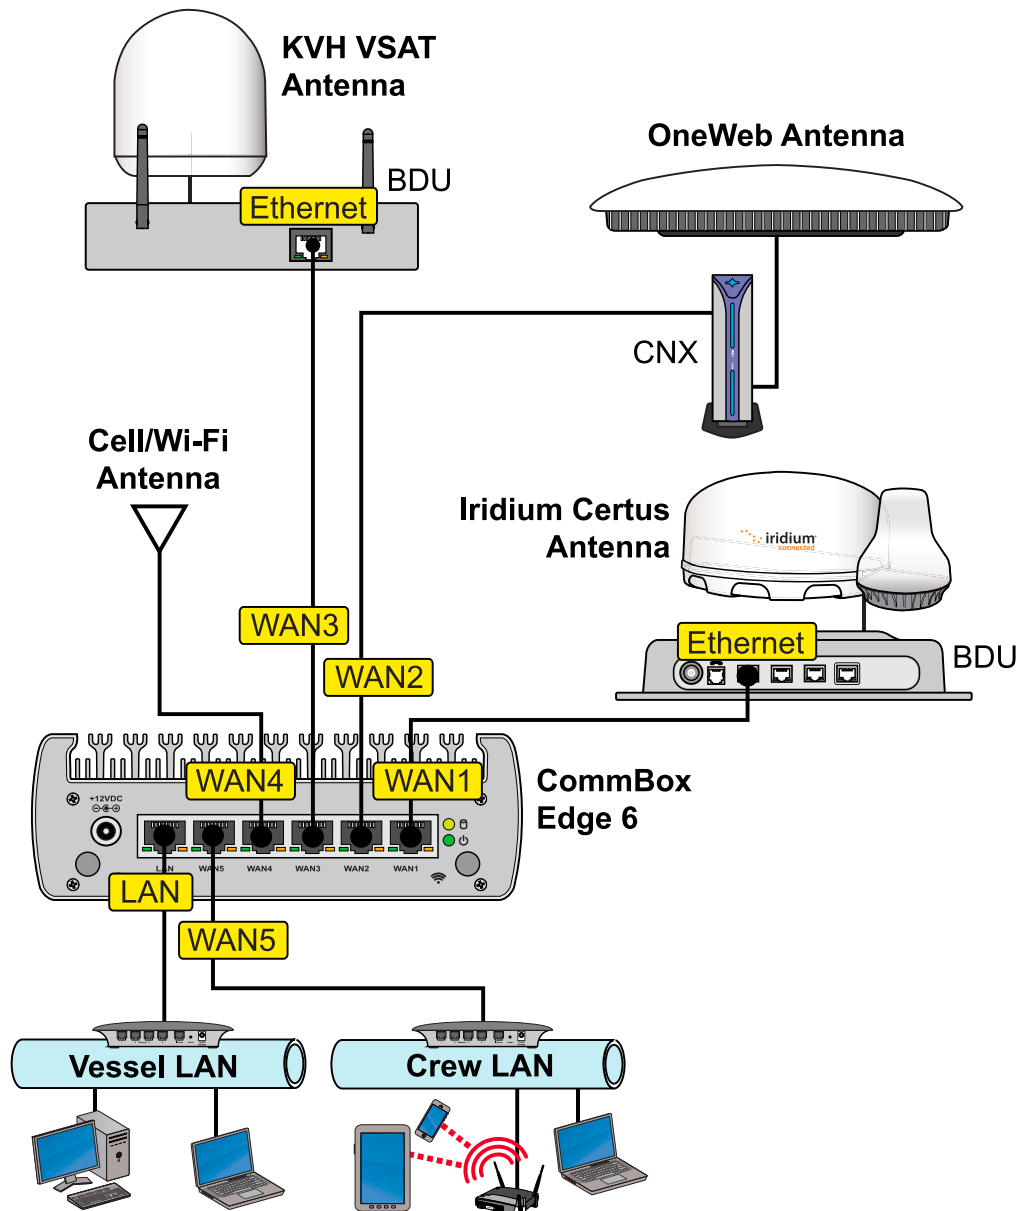 KVH VSAT
Antenna
BDU
Ethernet
OneWeb Antenna
CNX
Cell/Wi-Fi
Antenna
Iridium Certus
Antenna
iridium
connected
Ethernet
BDU
WAN3
WAN2
WAN4
WAN1
CommBox
Edge 6
+12VDC
LAN
WAN5
WAN4
WAN3
WAN2
WAN1
LAN
WAN5
Vessel LAN
Crew LAN